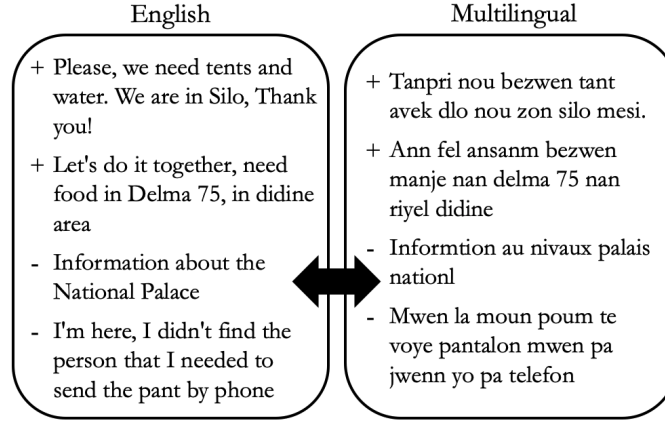 English
+ Please, we need tents and
water. We are in Silo, Thank
you!
+ Let's do it together, need
food in Delma 75, in didine
area
- Information about the
National Palace
- I'm here, I didn't find the
person that I needed to
send the pant by phone
Multilingual
+ Tanpri nou bezwen tant
avek dlo nou zon silo mesi.
+ Ann fel ansanm bezwen
manje nan delma 75 nan
riyel didine
- Informtion au nivaux palais
nationl
- Mwen la moun poum te
voye pantalon mwen pa
jwenn yo pa telefon